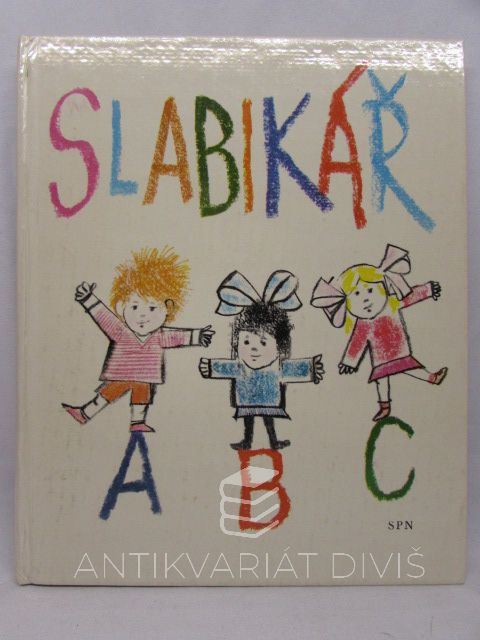 SLABIKÁŘ
A B C
SPN
ANTIKVARIÁT DIVIŠ